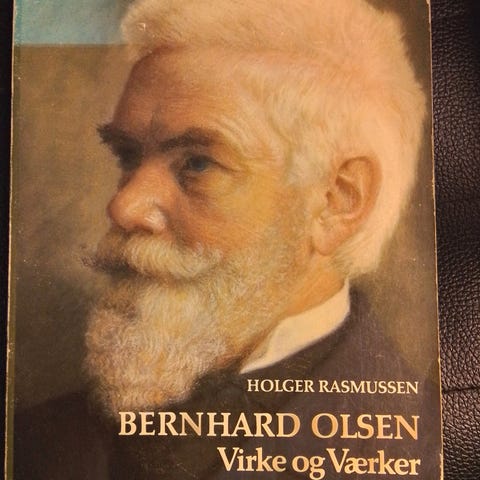 HOLGER RASMUSSEN
BERNHARD OLSEN
Virke og Værker